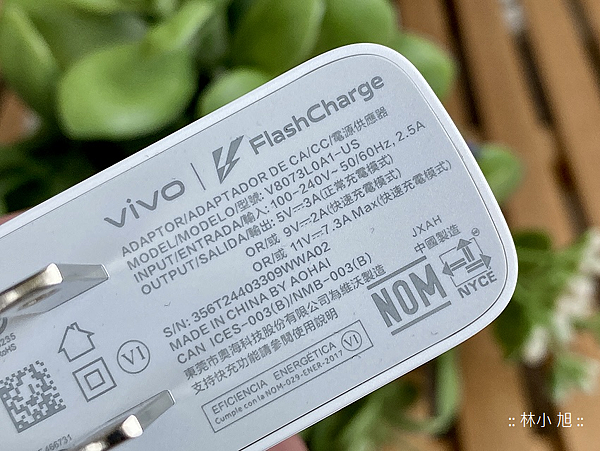 vivo | FlashCharge
ADAPTOR/ADAPTADOR DE CA/CC/電源供應器
MODEL/MODELO/型號: V8073L0A1-US
INPUT/ENTRADA/輸入: 100-240V~ 50/60Hz, 2.5A
OUTPUT/SALIDA/輸出: 5V⎓3A(正常充電模式)
OR/或 9V⎓2A(快速充電模式)
OR/或 11V⎓7.3A Max(快速充電模式)
S/N: 356T24403309WWA02
MADE IN CHINA BY AOHAI
CAN ICES-003(B)/NMB-003(B)
東莞市奧海科技股份有限公司為維沃製造
支持快充功能請參閱使用說明
JXAH
中國製造
NOM
NYCE
VI
VI
EFICIENCIA ENERGÉTICA
Cumple con la NOM-029-ENER-2017
RoHS
466731
:: 林小旭 ::